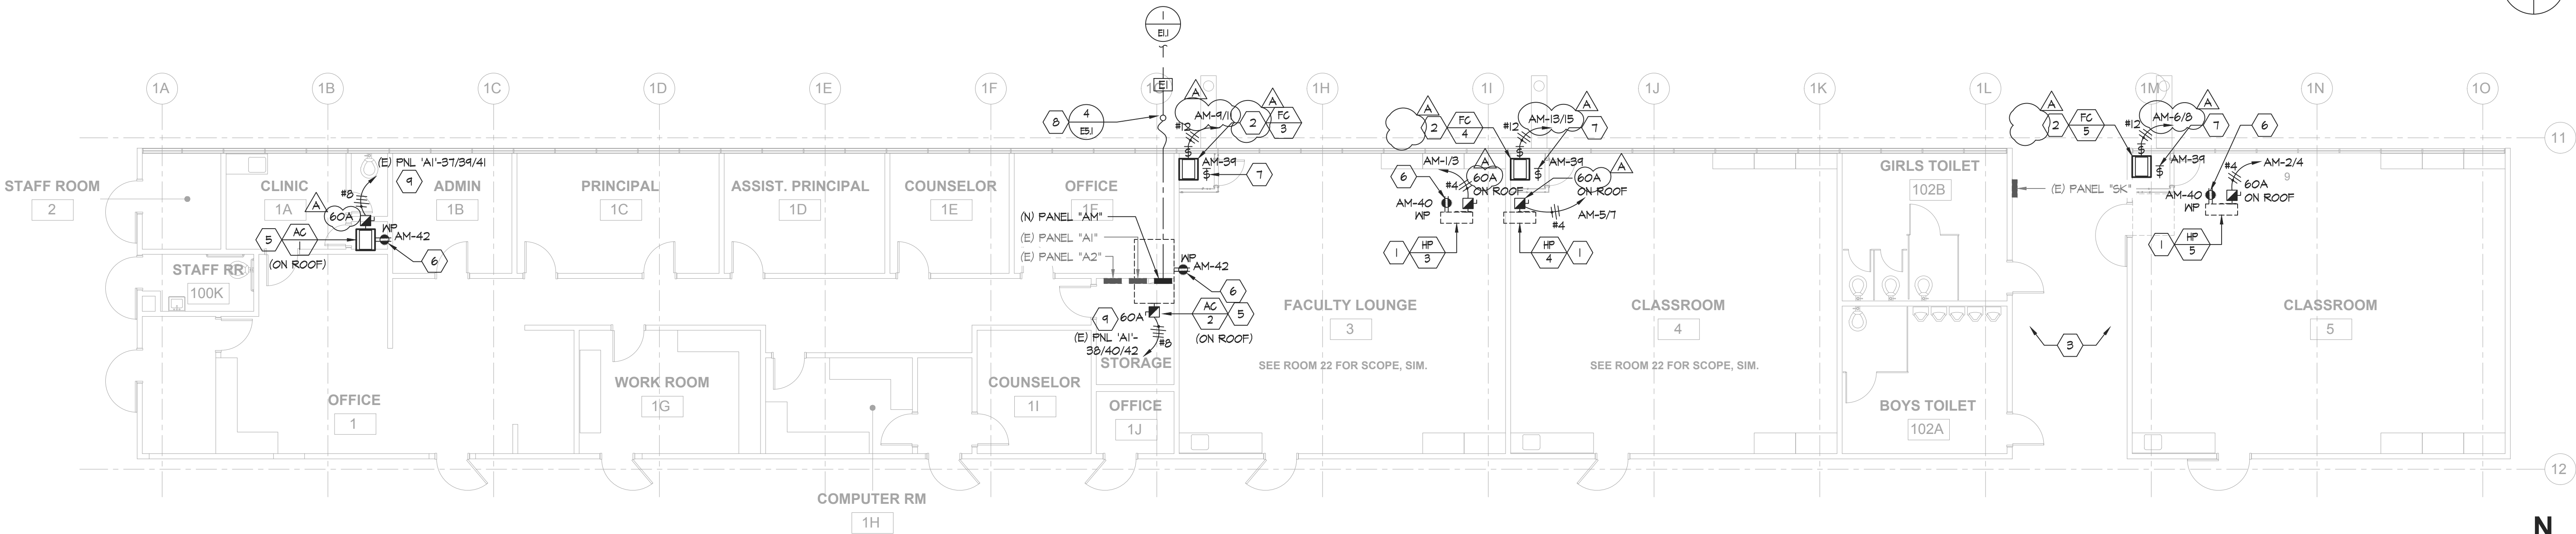 1
E1.1
E1
1A
1B
1C
1D
1E
1F
1H
1I
1J
1K
1L
1M
1N
1O
11
12
STAFF ROOM
2
CLINIC
1A
(E) PNL 'A1'-37/39/41
9
#8
A
60A
5
AC
1
(ON ROOF)
WP
AM-42
6
ADMIN
1B
STAFF RR
100K
OFFICE
1
PRINCIPAL
1C
ASSIST. PRINCIPAL
1D
COUNSELOR
1E
OFFICE
1F
WORK ROOM
1G
COMPUTER RM
1H
COUNSELOR
1I
OFFICE
1J
STORAGE
(N) PANEL "AM"
(E) PANEL "A1"
(E) PANEL "A2"
8
4
E5.1
WP
AM-42
6
AC
2
5
(ON ROOF)
9
60A
(E) PNL 'A1'-
38/40/42
#8
A
AM-9/11
#12
A
2
FC
3
AM-39
$
$
7
FACULTY LOUNGE
3
SEE ROOM 22 FOR SCOPE, SIM.
A
2
FC
4
#12
AM-13/15
A
7
AM-1/3
6
#4
A
60A
ON ROOF
AM-40
WP
1
HP
3
AM-39
$
$
60A
ON ROOF
A
AM-5/7
#4
HP
4
1
CLASSROOM
4
SEE ROOM 22 FOR SCOPE, SIM.
GIRLS TOILET
102B
BOYS TOILET
102A
(E) PANEL "SK"
3
A
2
FC
5
#12
AM-6/8
A
7
6
AM-39
$
$
#4
AM-2/4
9
60A
ON ROOF
AM-40
WP
1
HP
5
CLASSROOM
5
N